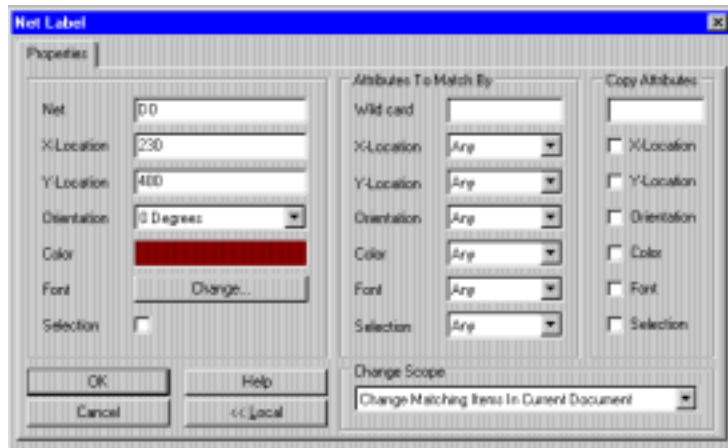 Net Label
Properties
Net
D0
X-Location
230
Y-Location
400
Orientation
0 Degrees
Color
Font
Change...
Selection
OK
Help
Cancel
<< Local
Attributes To Match By
Wild card
X-Location
Any
Y-Location
Any
Orientation
Any
Color
Any
Font
Any
Selection
Any
Copy Attributes
X-Location
Y-Location
Orientation
Color
Font
Selection
Change Scope
Change Matching Items In Current Document